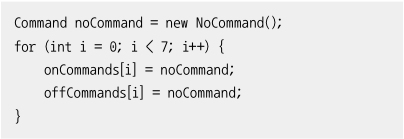 Command noCommand = new NoCommand();
for (int i = 0; i < 7; i++) {
    onCommands[i] = noCommand;
    offCommands[i] = noCommand;
}